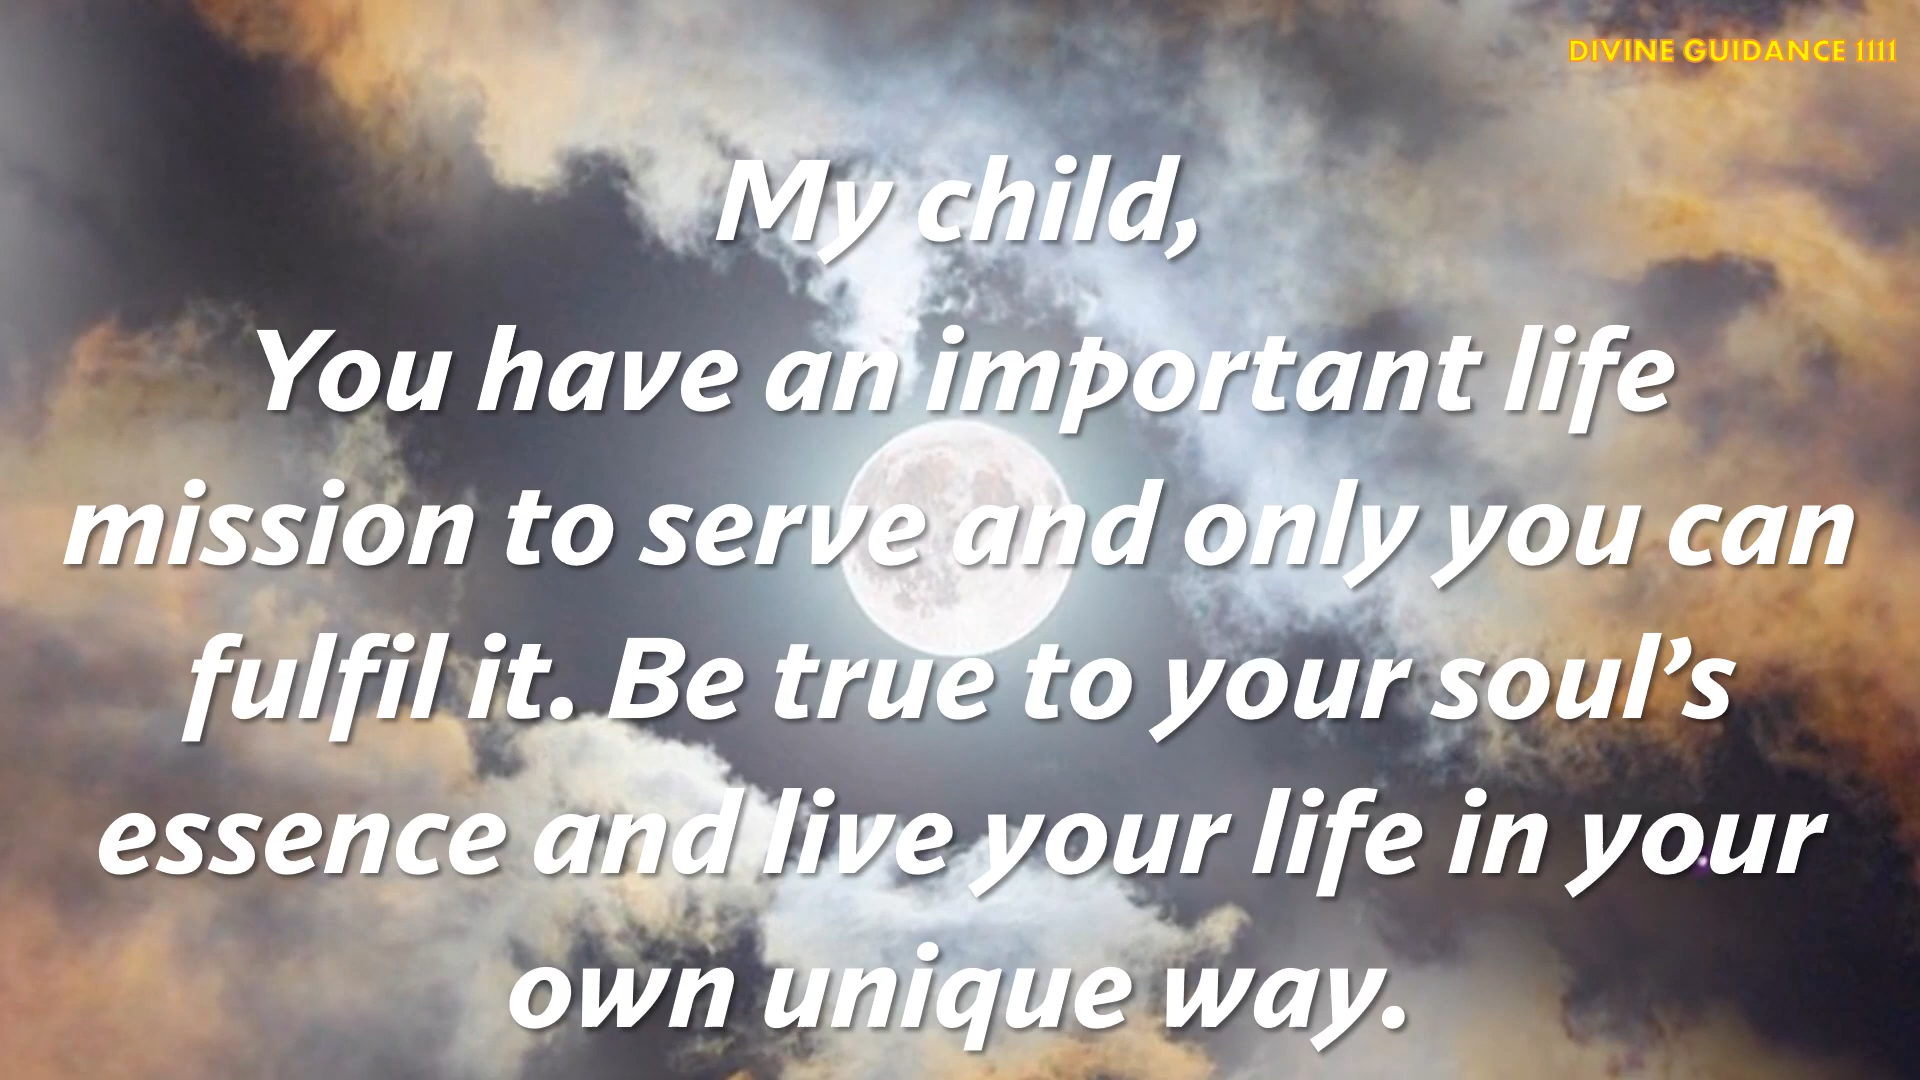 DIVINE GUIDANCE 1111
My child,
You have an important life
mission to serve and only you can
fulfil it. Be true to your soul’s
essence and live your life in your
own unique way.